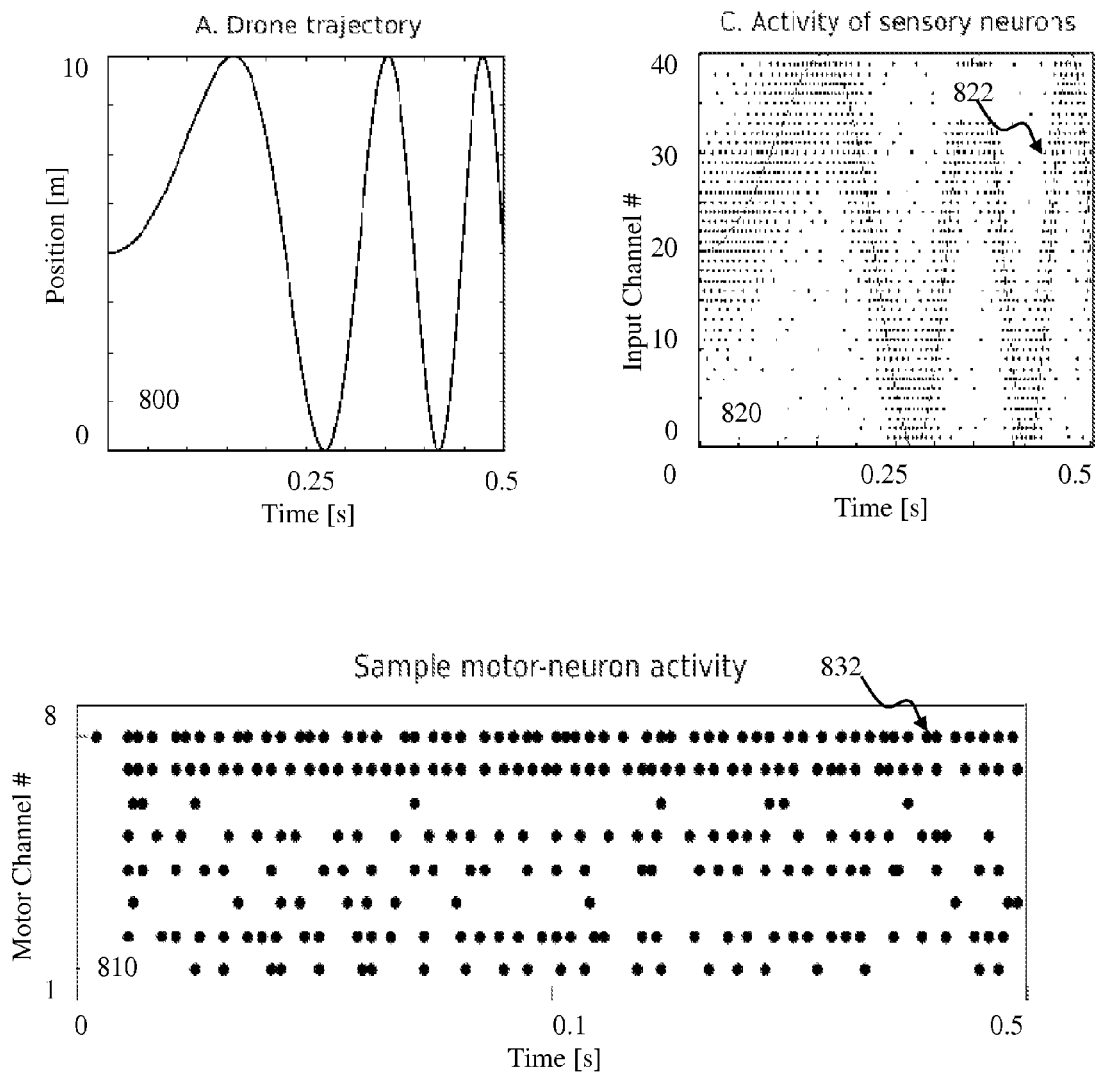 A. Drone trajectory
10
Position [m]
800
0
0.25
0.5
Time [s]
C. Activity of sensory neurons
40
822
30
Input Channel #
20
10
820
0
0
0.25
0.5
Time [s]
Sample motor-neuron activity
832
8
Motor Channel #
810
1
0
0.1
0.5
Time [s]